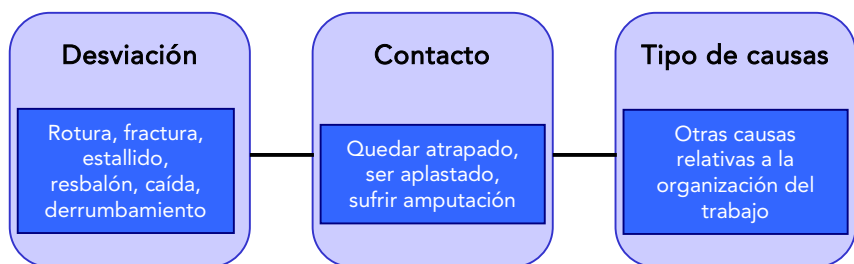 Desviación
Rotura, fractura,
estallido,
resbalón, caída,
derrumbamiento
Contacto
Quedar atrapado,
ser aplastado,
sufrir amputación
Tipo de causas
Otras causas
relativas a la
organización del
trabajo